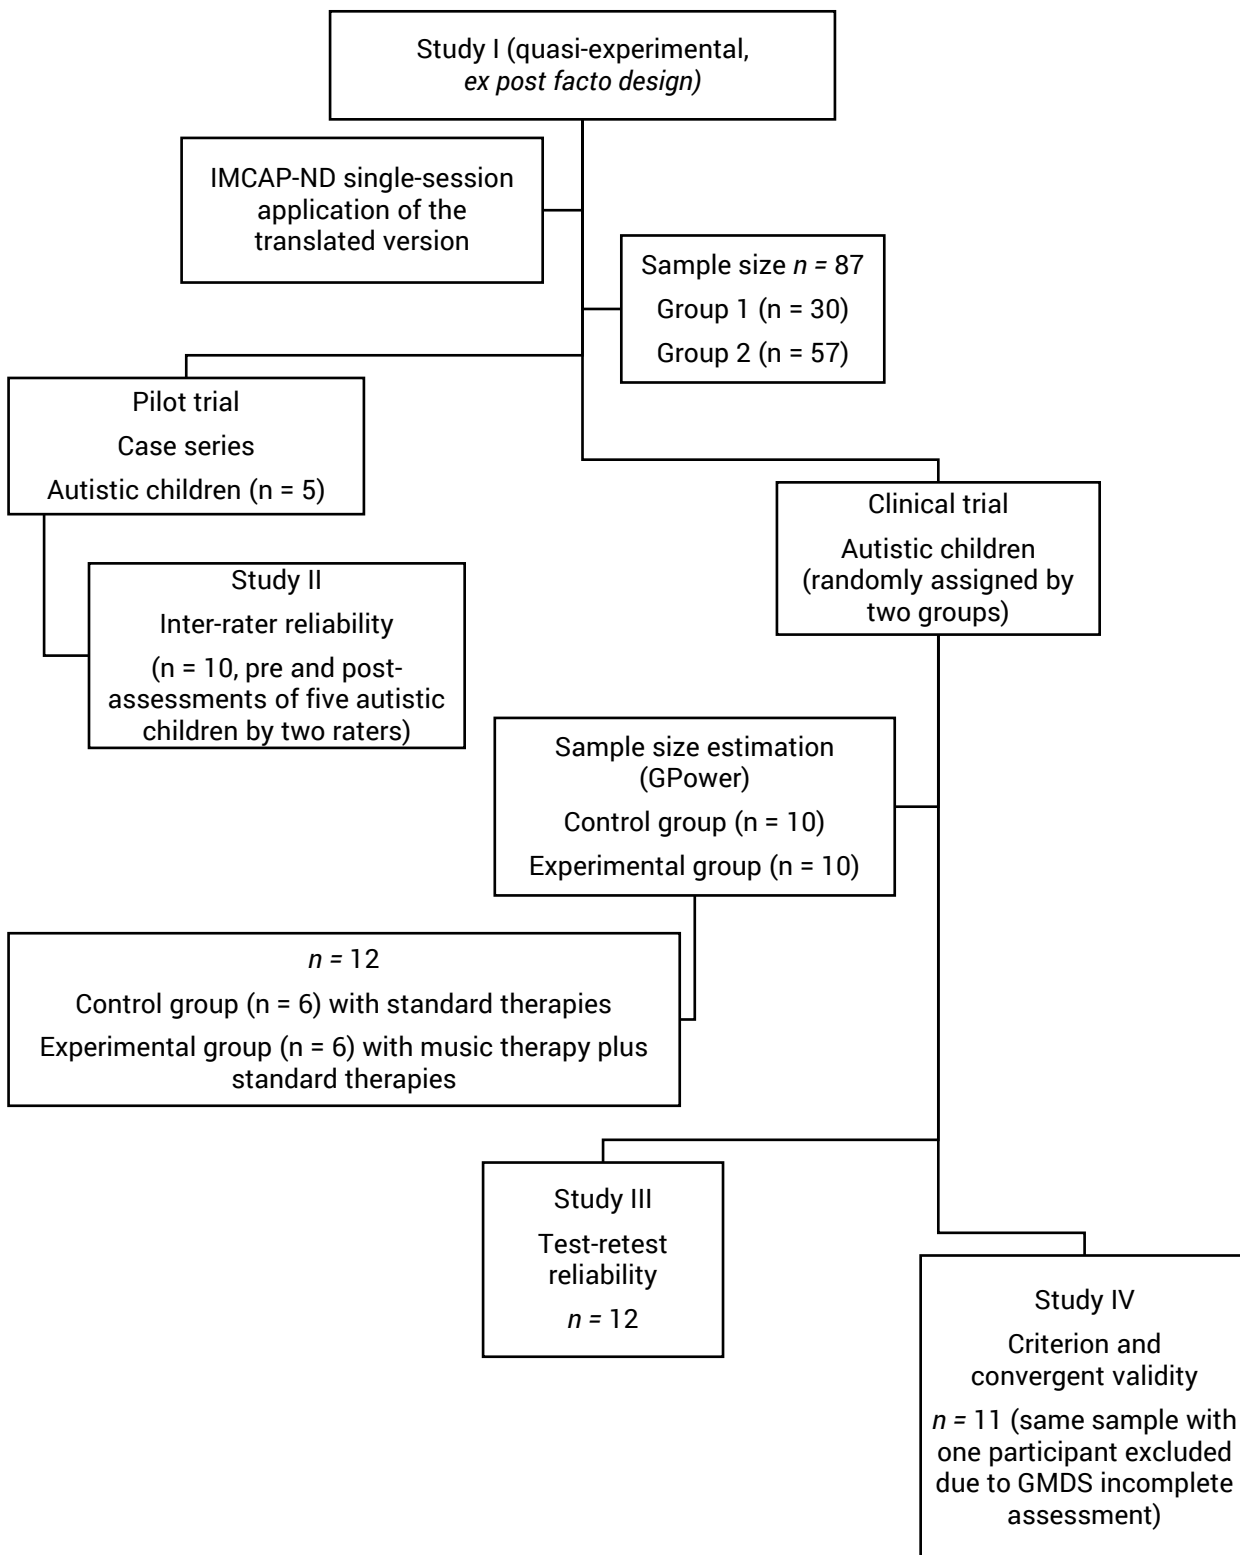 Study I (quasi-experimental,
ex post facto design)
IMCAP-ND single-session
application of the
translated version
Sample size n = 87
Group 1 (n = 30)
Group 2 (n = 57)
Pilot trial
Case series
Autistic children (n = 5)
Clinical trial
Autistic children
(randomly assigned by
two groups)
Study II
Inter-rater reliability
(n = 10, pre and post-
assessments of five autistic
children by two raters)
Sample size estimation
(GPower)
Control group (n = 10)
Experimental group (n = 10)
n = 12
Control group (n = 6) with standard therapies
Experimental group (n = 6) with music therapy plus
standard therapies
Study III
Test-retest
reliability
n = 12
Study IV
Criterion and
convergent validity
n = 11 (same sample with
one participant excluded
due to GMDS incomplete
assessment)